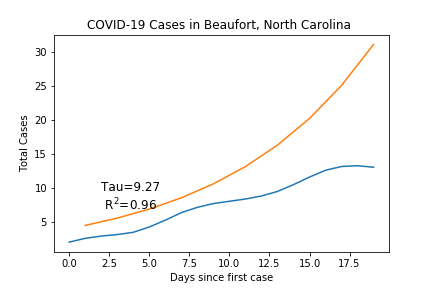 COVID-19 Cases in Beaufort, North Carolina
Total Cases
30
25
20
15
10
5
Tau=9.27
R²=0.96
0.0 2.5 5.0 7.5 10.0 12.5 15.0 17.5
Days since first case